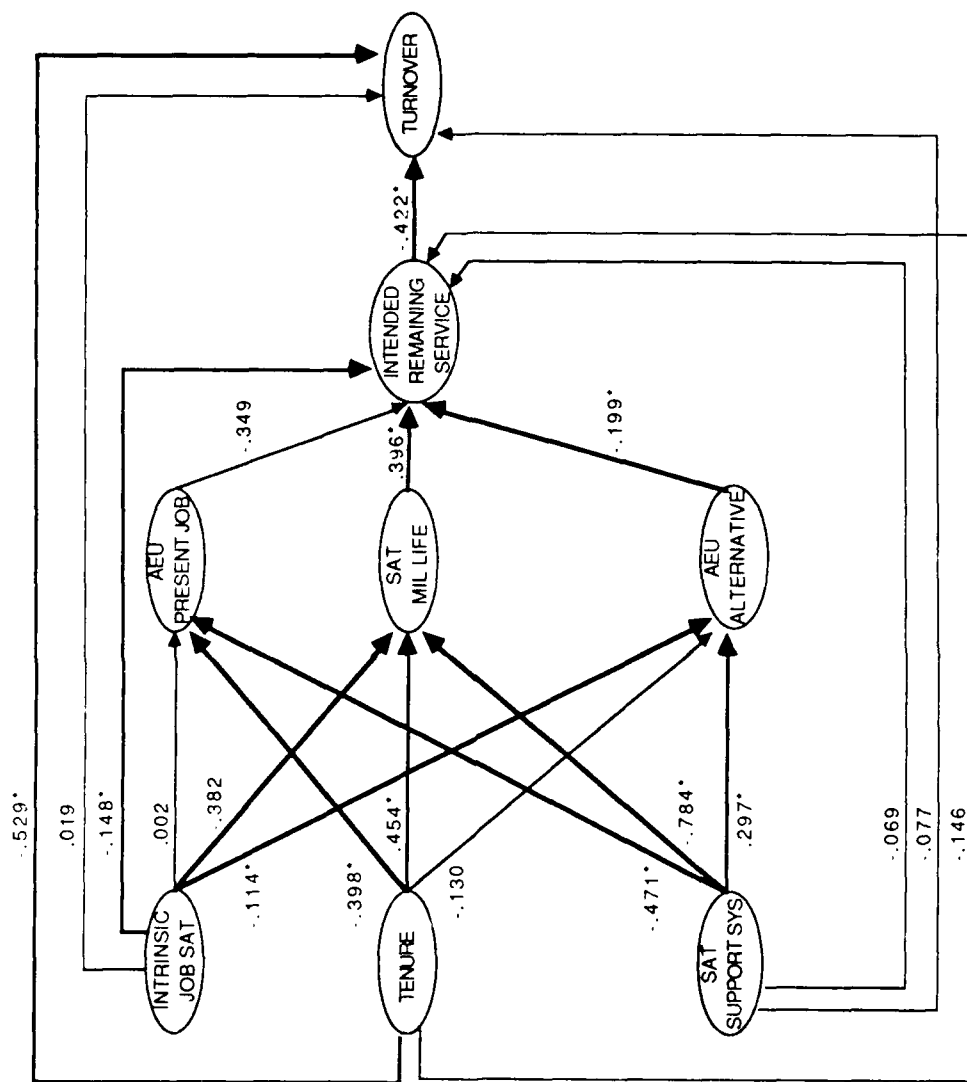 -.529*
.019
-.148*
.002
-.382
-.114*
-.398*
.454*
-.130
-.471*
-.784*
.297*
-.069
-.077
-.146
INTRINSIC
JOB SAT
TENURE
SAT
SUPPORT SYS
AEU
PRESENT JOB
SAT
MIL LIFE
AEU
ALTERNATIVE
-.349
.396*
-.199*
INTENDED
REMAINING
SERVICE
-.422*
TURNOVER